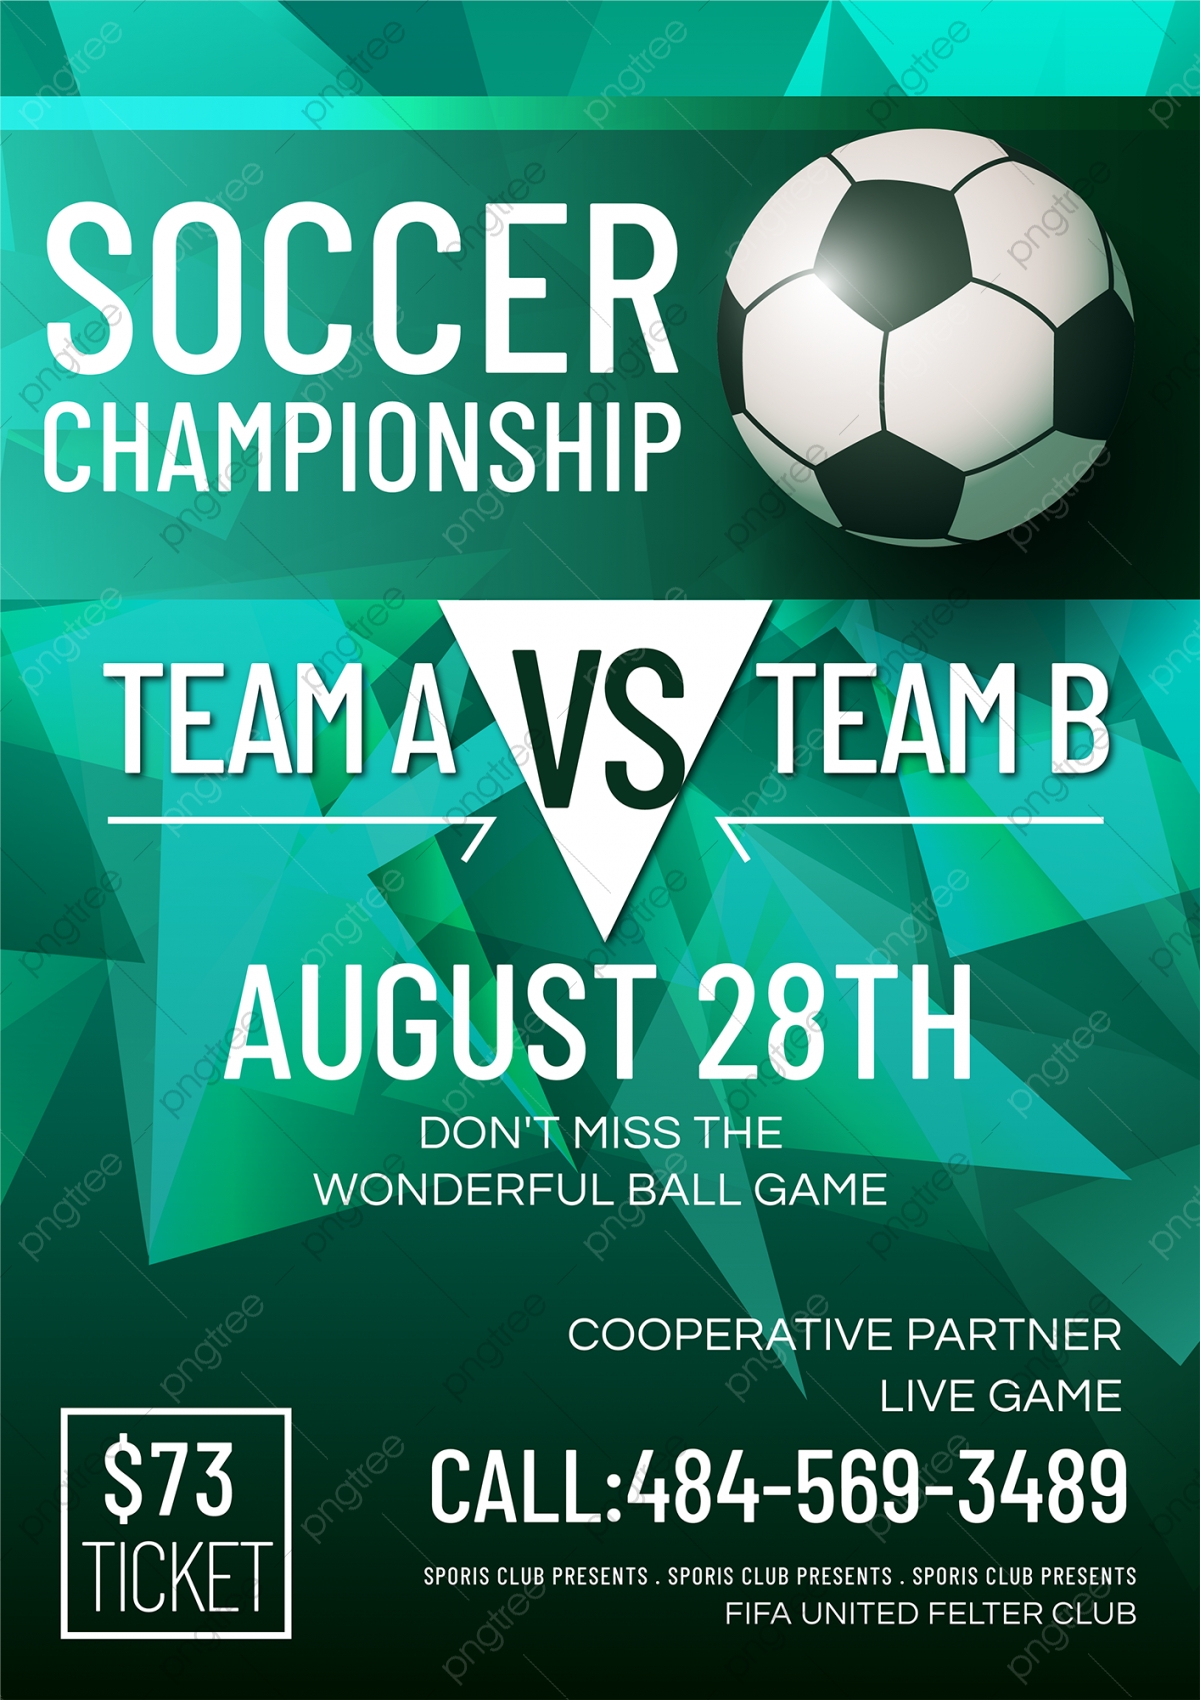 SOCCER
CHAMPIONSHIP
TEAM A VS TEAM B
AUGUST 28TH
DON'T MISS THE
WONDERFUL BALL GAME
COOPERATIVE PARTNER
LIVE GAME
$73
TICKET
CALL:484-569-3489
SPORIS CLUB PRESENTS . SPORIS CLUB PRESENTS . SPORIS CLUB PRESENTS
FIFA UNITED FELTER CLUB
pngtree